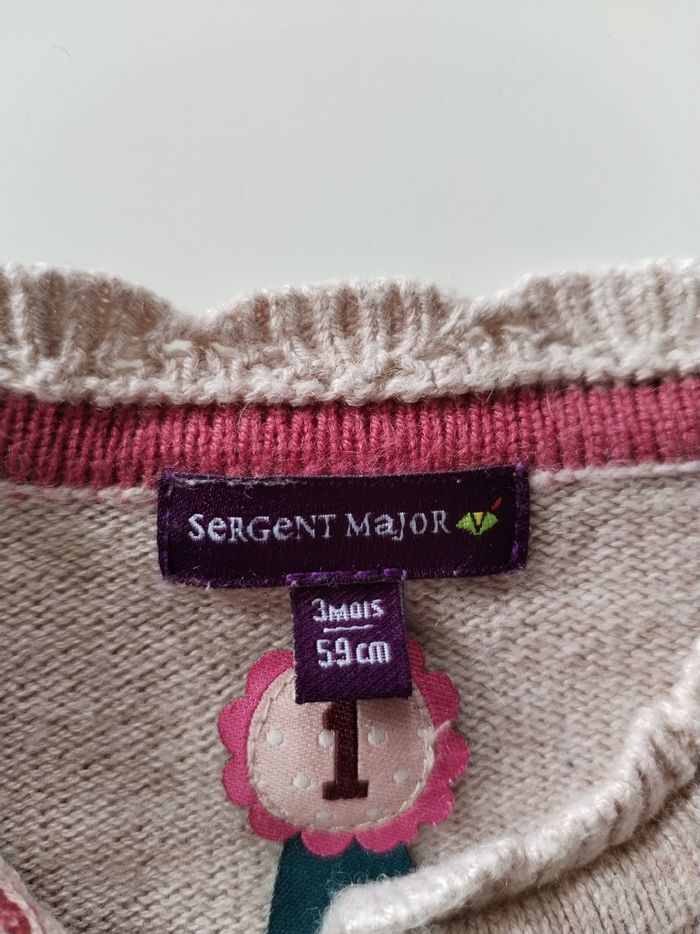 SeRGeNT MaJOR
3MOIS
59cm
1